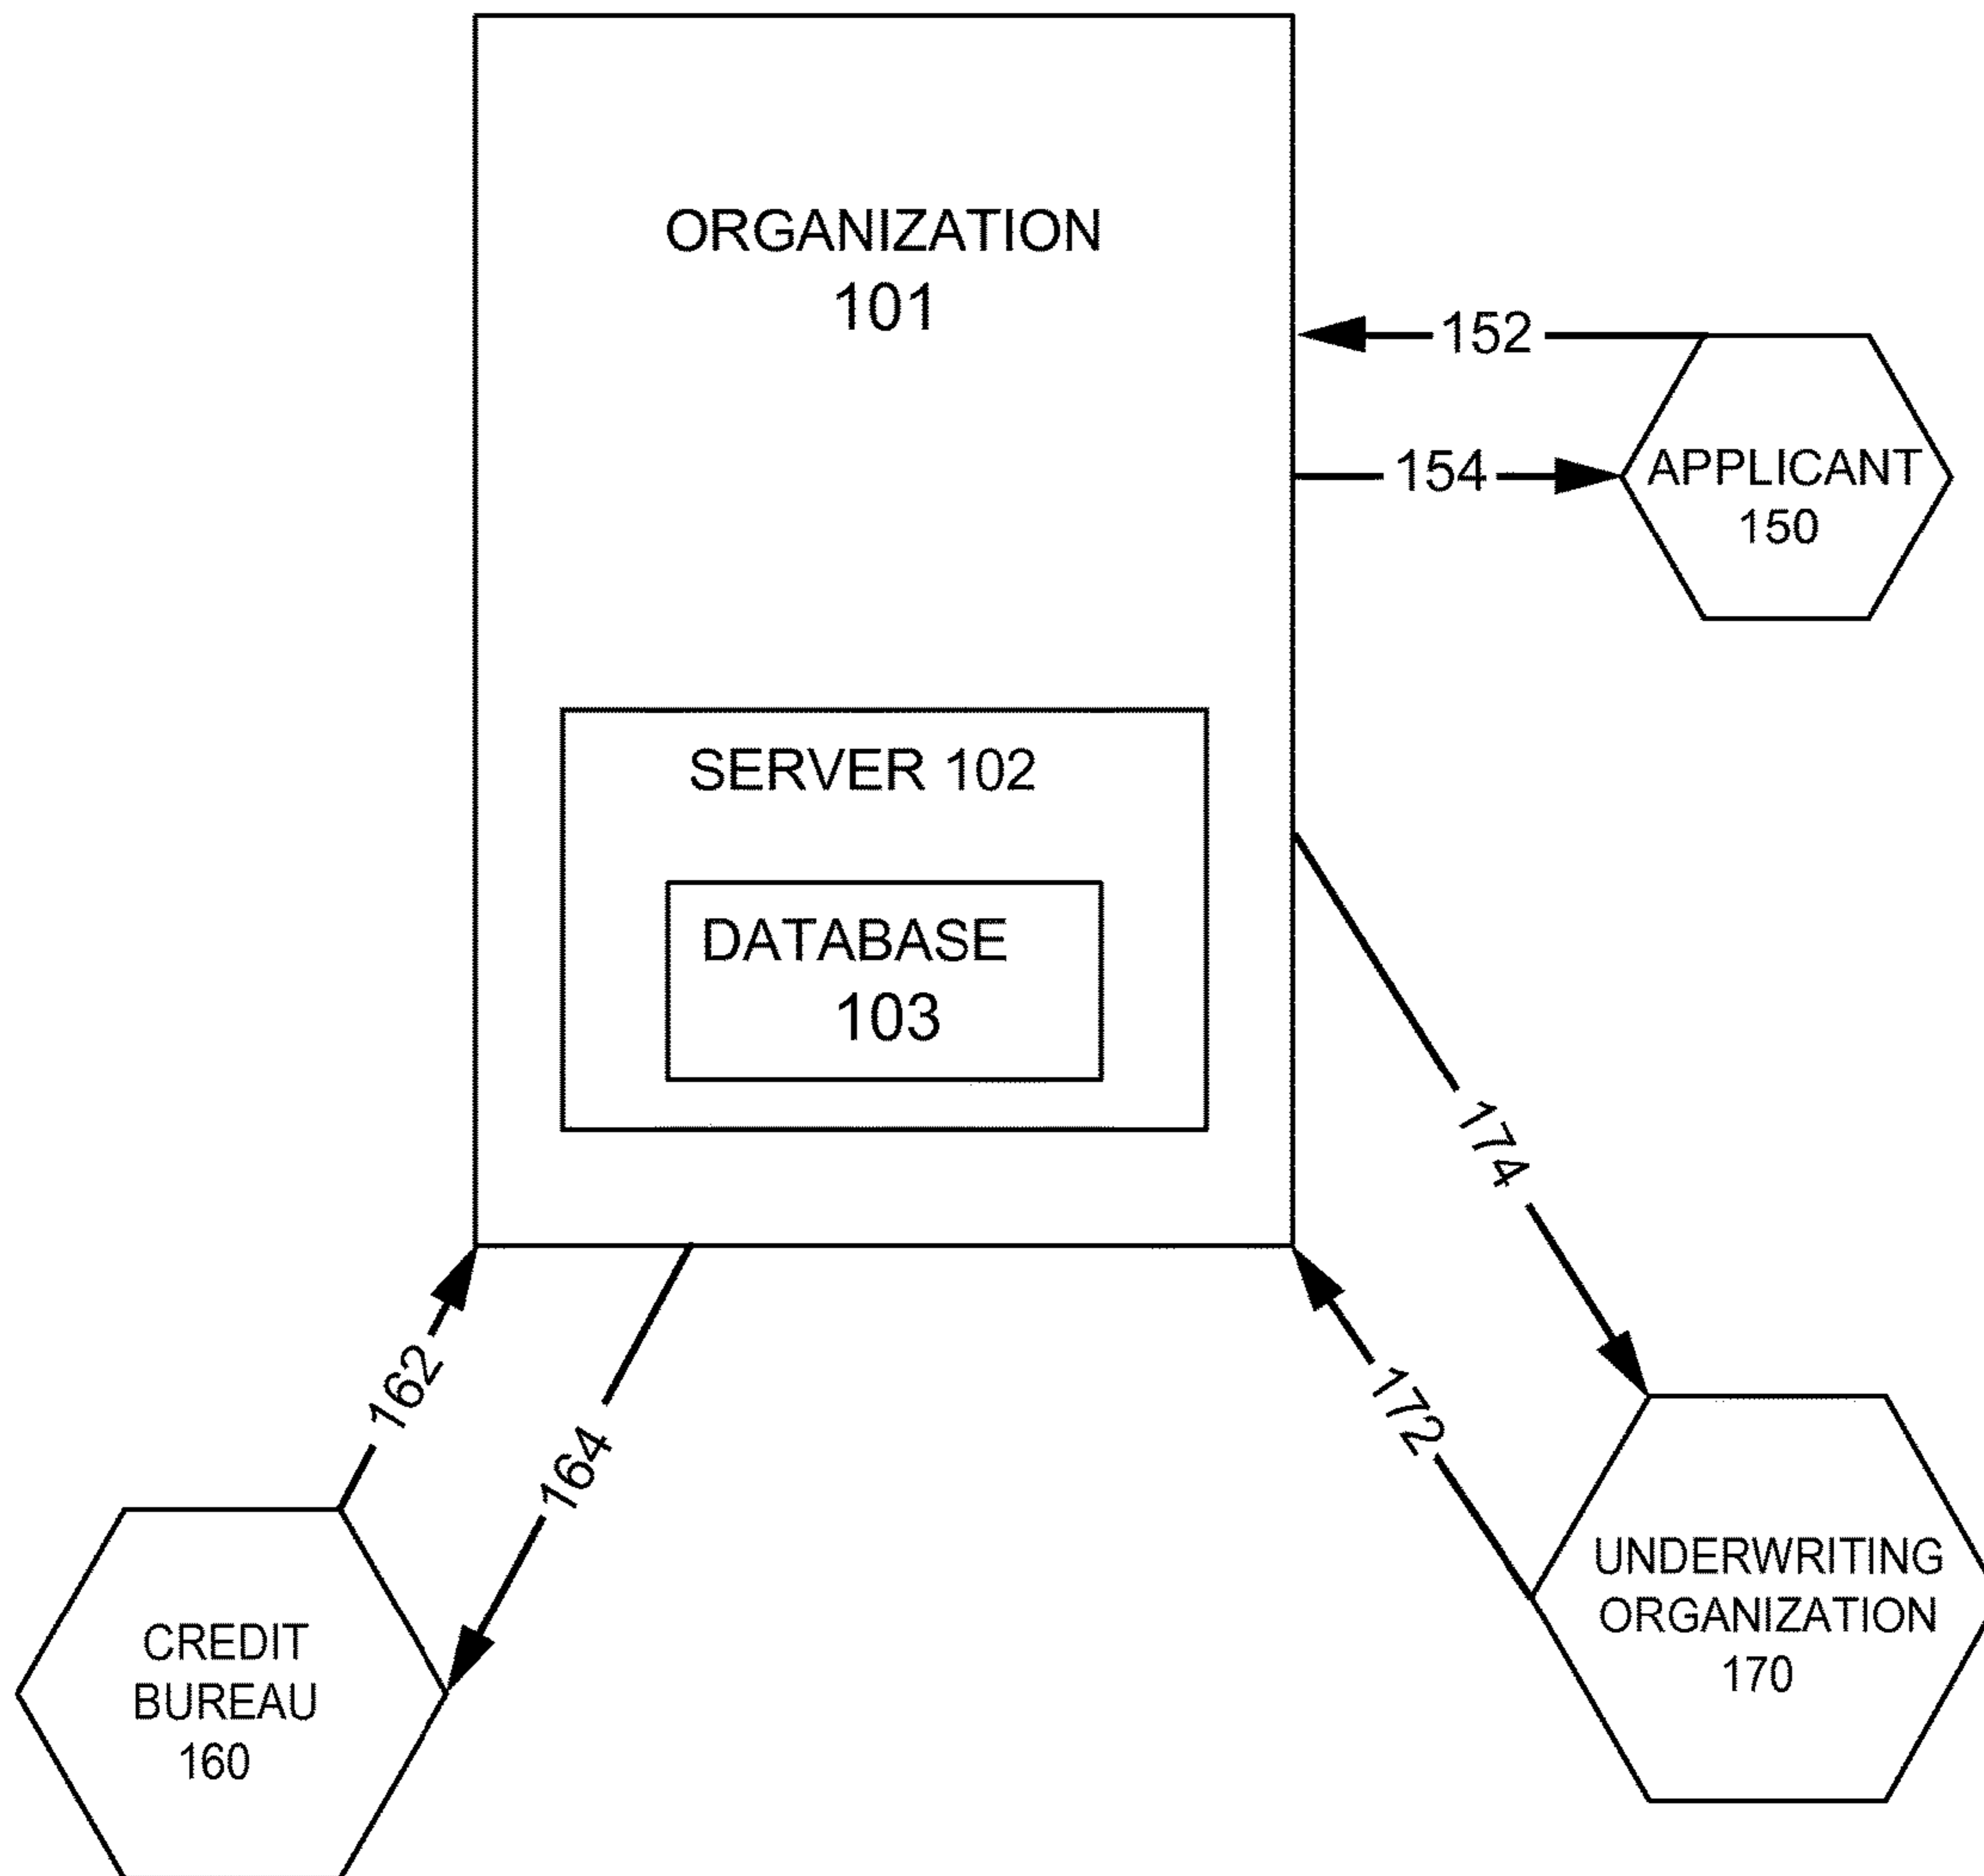 ORGANIZATION
101
152
154
APPLICANT
150
SERVER 102
DATABASE
103
174
172
162
164
UNDERWRITING
ORGANIZATION
170
CREDIT
BUREAU
160